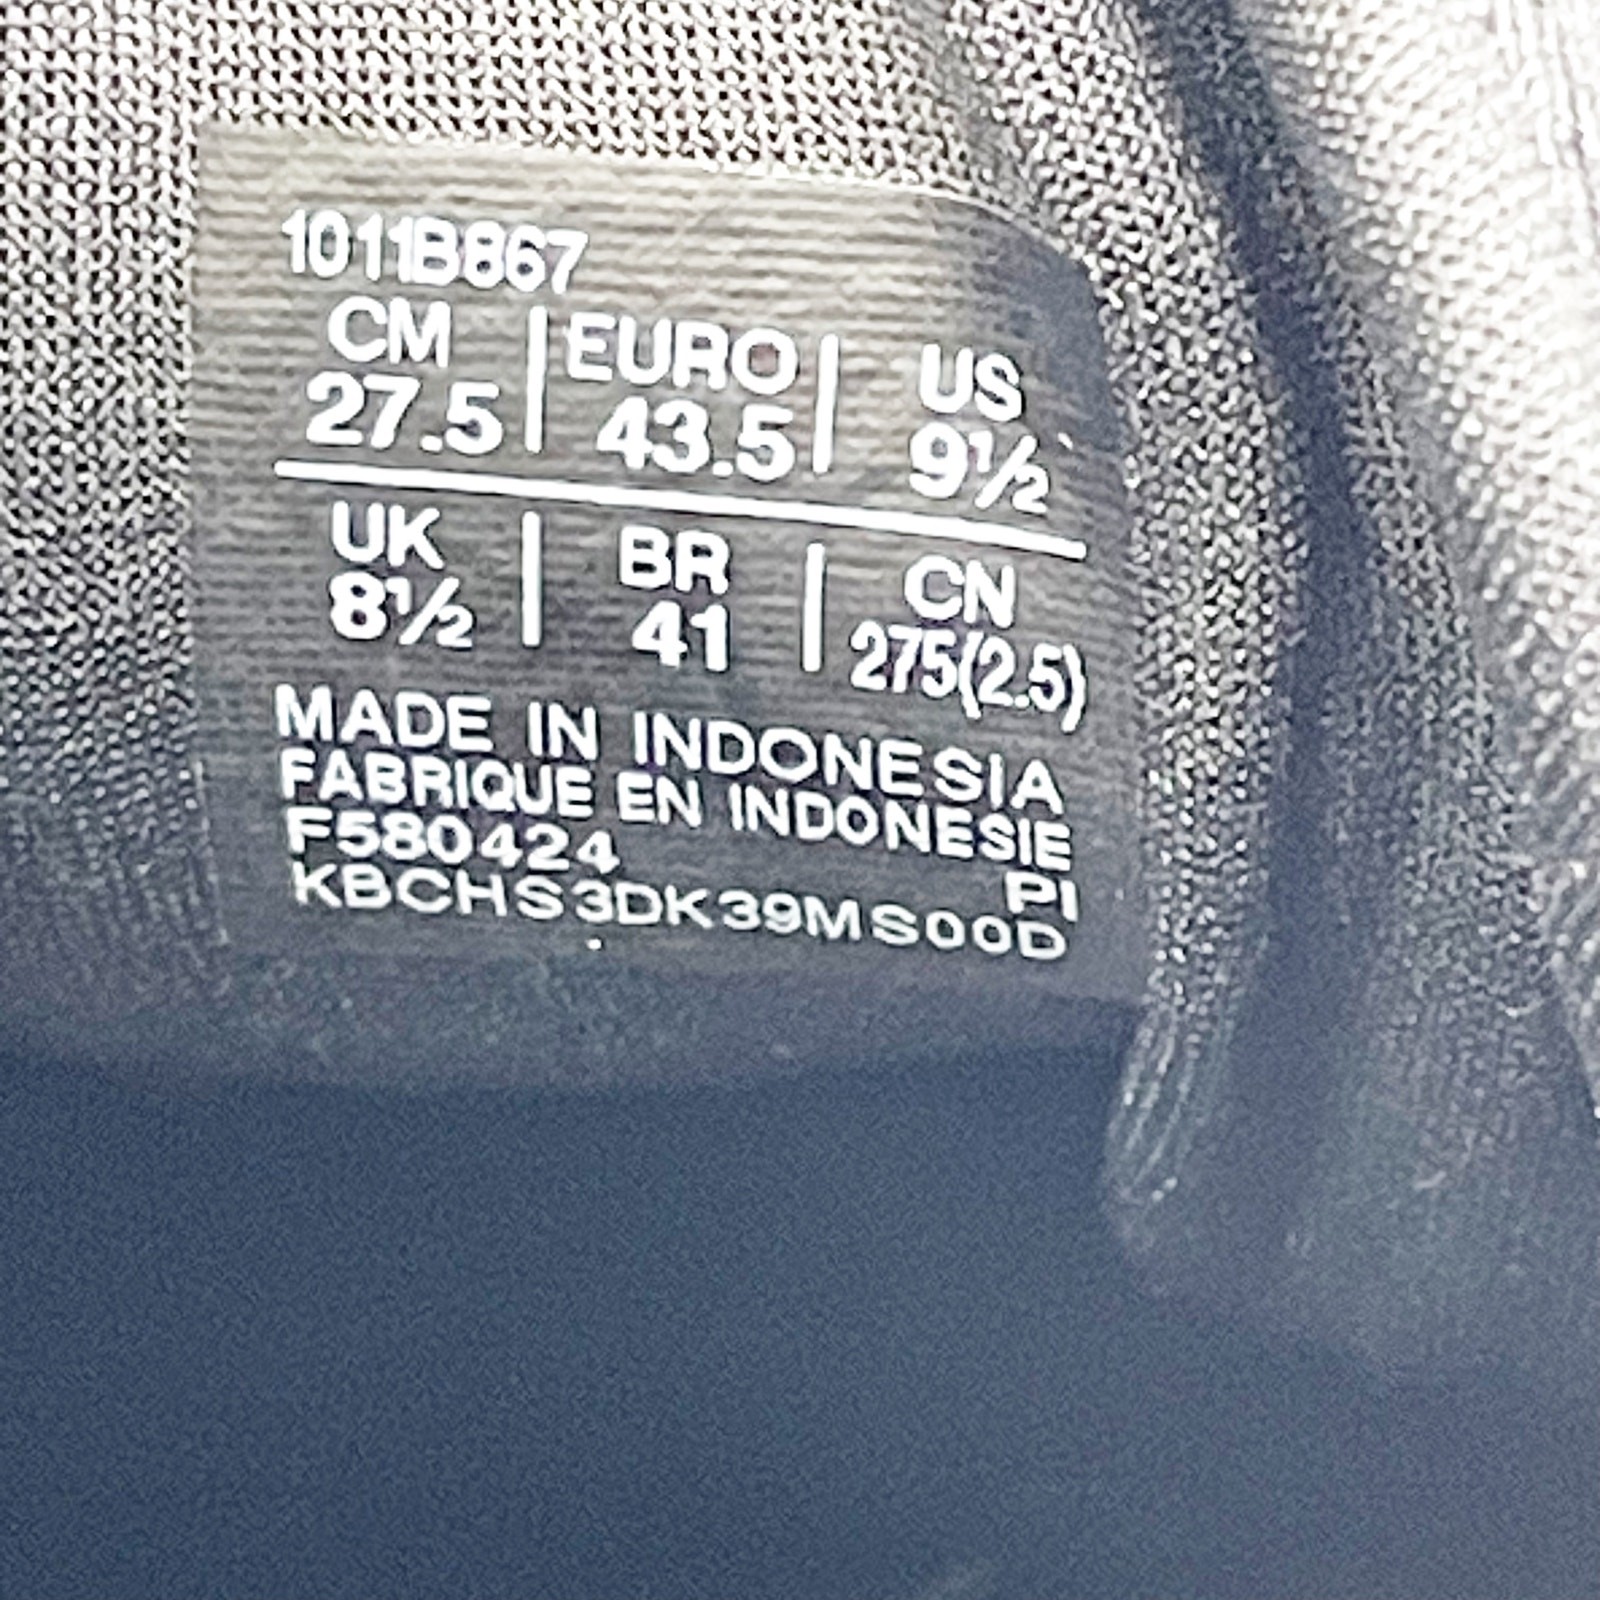 1011B867
CM | EURO | US
27.5 | 43.5 | 9½
UK | BR | CN
8½ | 41 | 275(2.5)
MADE IN INDONESIA
FABRIQUE EN INDONESIE
F580424 PI
KBCHS3DK39MS00D